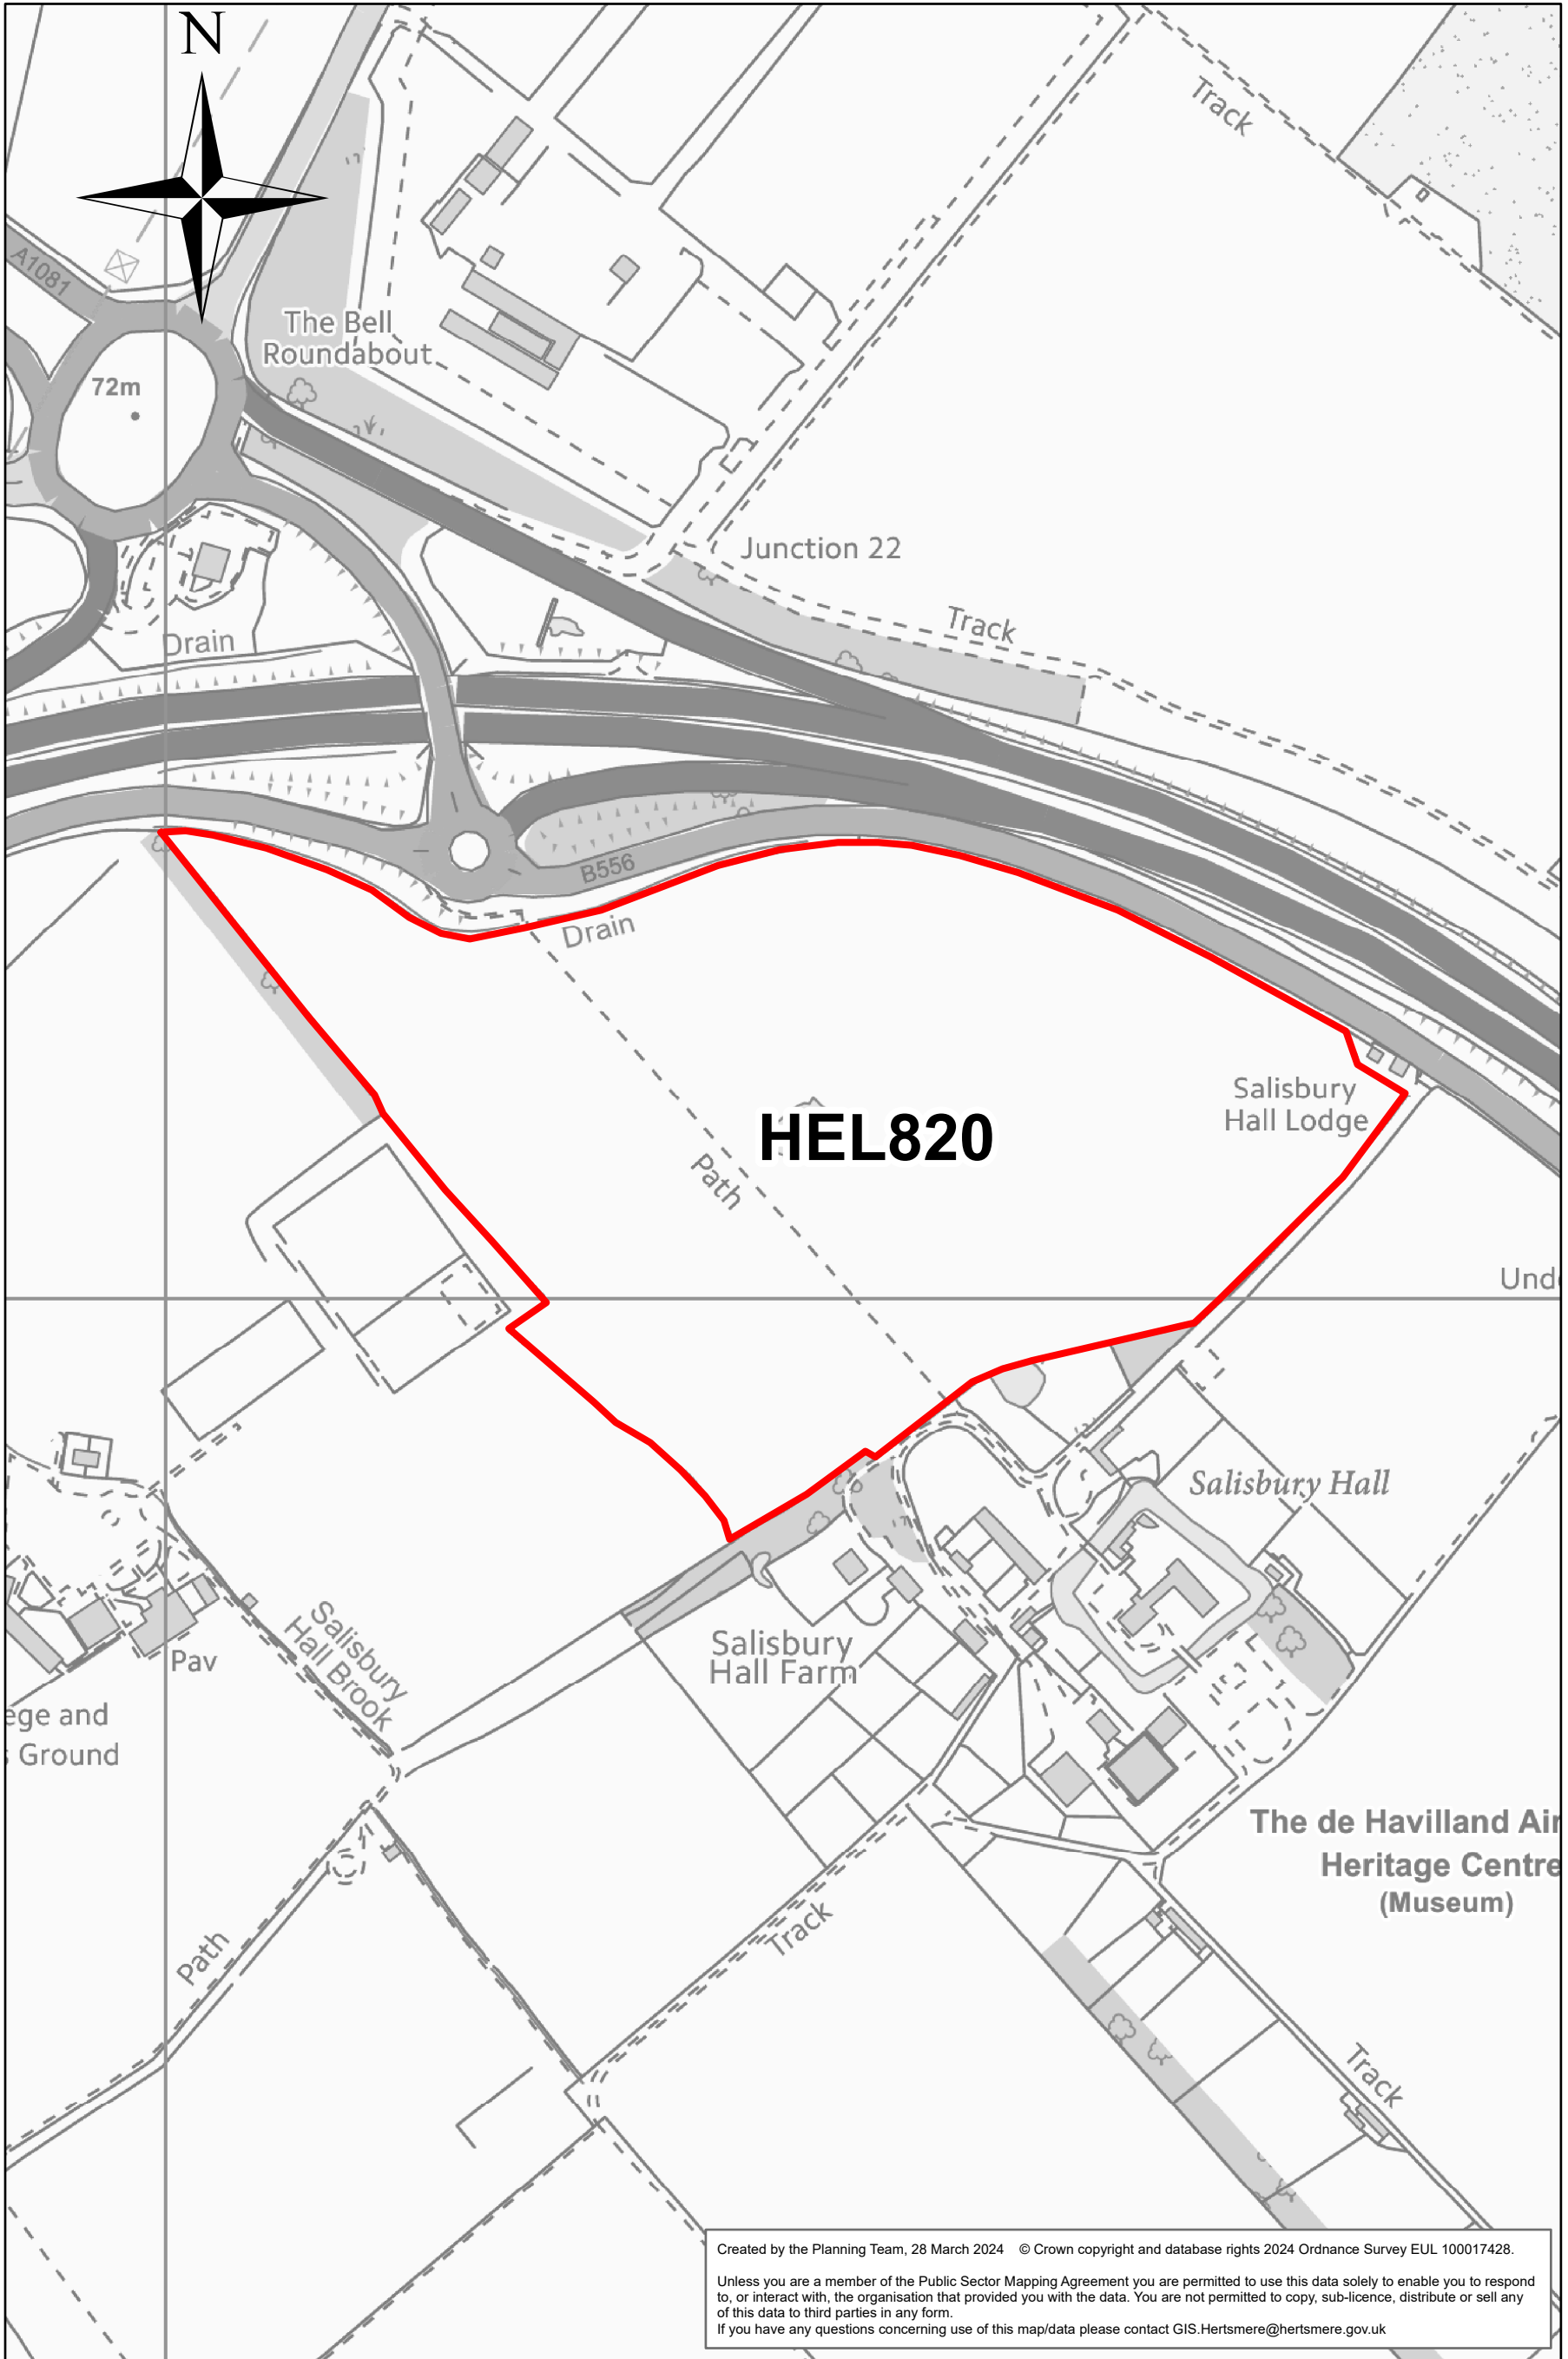 N
Track
A1081
The Bell
Roundabout
72m
Junction 22
Track
Drain
B556
Drain
Salisbury
Hall Lodge
HEL820
Path
Und
Salisbury Hall
Salisbury
Hall Brook
Pav
Salisbury
Hall Farm
ege and
s Ground
The de Havilland Air
Heritage Centre
(Museum)
Track
Path
Track
Created by the Planning Team, 28 March 2024 © Crown copyright and database rights 2024 Ordnance Survey EUL 100017428.
Unless you are a member of the Public Sector Mapping Agreement you are permitted to use this data solely to enable you to respond
to, or interact with, the organisation that provided you with the data. You are not permitted to copy, sub-licence, distribute or sell any
of this data to third parties in any form.
If you have any questions concerning use of this map/data please contact GIS.Hertsmere@hertsmere.gov.uk